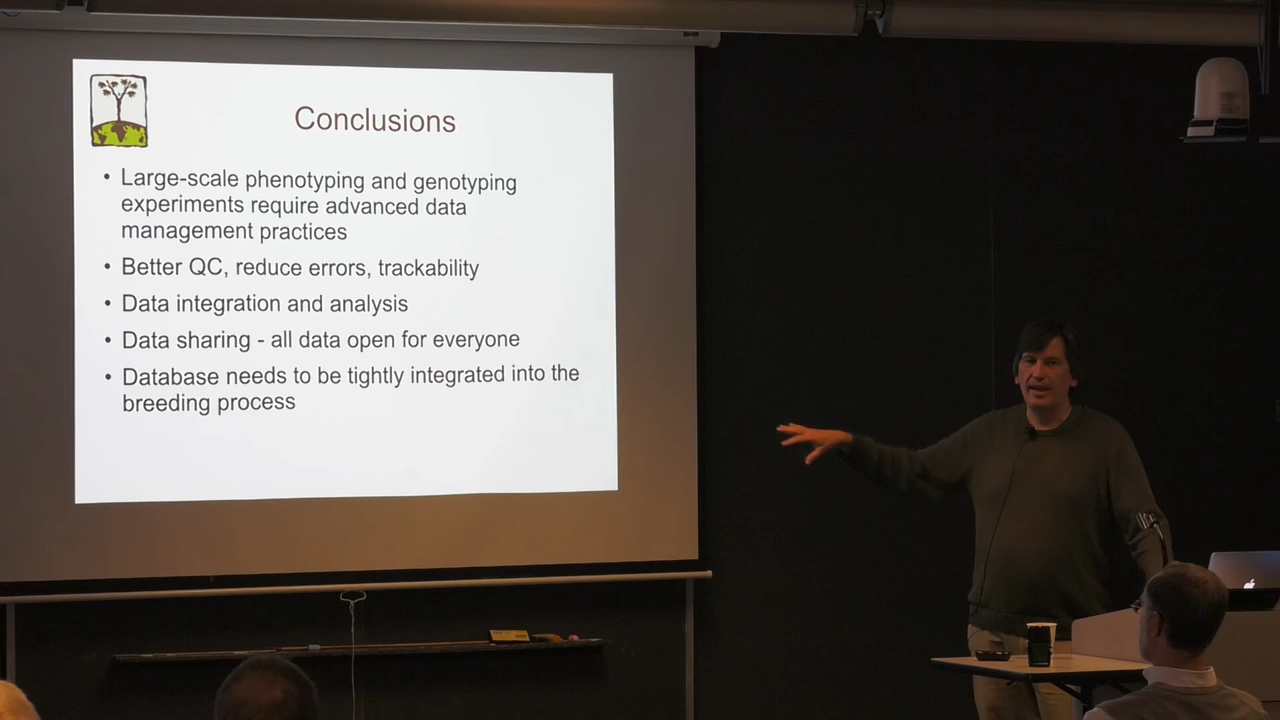 Conclusions
• Large-scale phenotyping and genotyping
experiments require advanced data
management practices
• Better QC, reduce errors, trackability
• Data integration and analysis
• Data sharing - all data open for everyone
• Database needs to be tightly integrated into the
breeding process